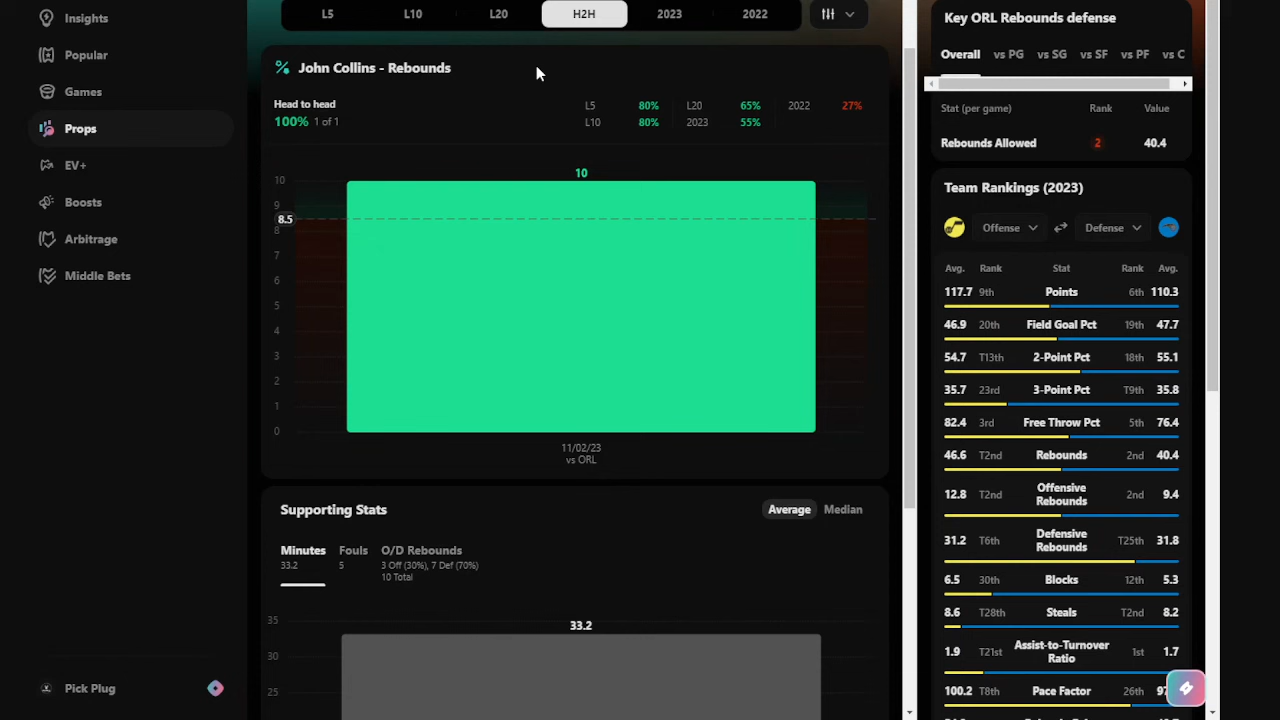 Insights
Popular
Games
Props
EV+
Boosts
Arbitrage
Middle Bets
Pick Plug
L5 L10 L20 H2H 2023 2022
John Collins - Rebounds
Head to head
100% 1 of 1
L5 80% L20 65% 2022 27%
L10 80% 2023 55%
10
10
9
8.5
8
7
6
5
4
3
2
1
0
11/02/23
vs ORL
Supporting Stats
Average Median
Minutes Fouls O/D Rebounds
33.2 5 3 Off (30%), 7 Def (70%)
10 Total
33.2
35
30
25
Key ORL Rebounds defense
Overall vs PG vs SG vs SF vs PF vs C
Stat (per game) Rank Value
Rebounds Allowed 2 40.4
Team Rankings (2023)
Offense Defense
Avg. Rank Stat Rank Avg.
117.7 9th Points 6th 110.3
46.9 20th Field Goal Pct 19th 47.7
54.7 T13th 2-Point Pct 18th 55.1
35.7 23rd 3-Point Pct T9th 35.8
82.4 3rd Free Throw Pct 5th 76.4
46.6 T2nd Rebounds 2nd 40.4
12.8 T2nd Offensive Rebounds 2nd 9.4
31.2 T6th Defensive Rebounds T25th 31.8
6.5 30th Blocks 12th 5.3
8.6 T28th Steals T2nd 8.2
1.9 T21st Assist-to-Turnover Ratio 1st 1.7
100.2 T8th Pace Factor 26th